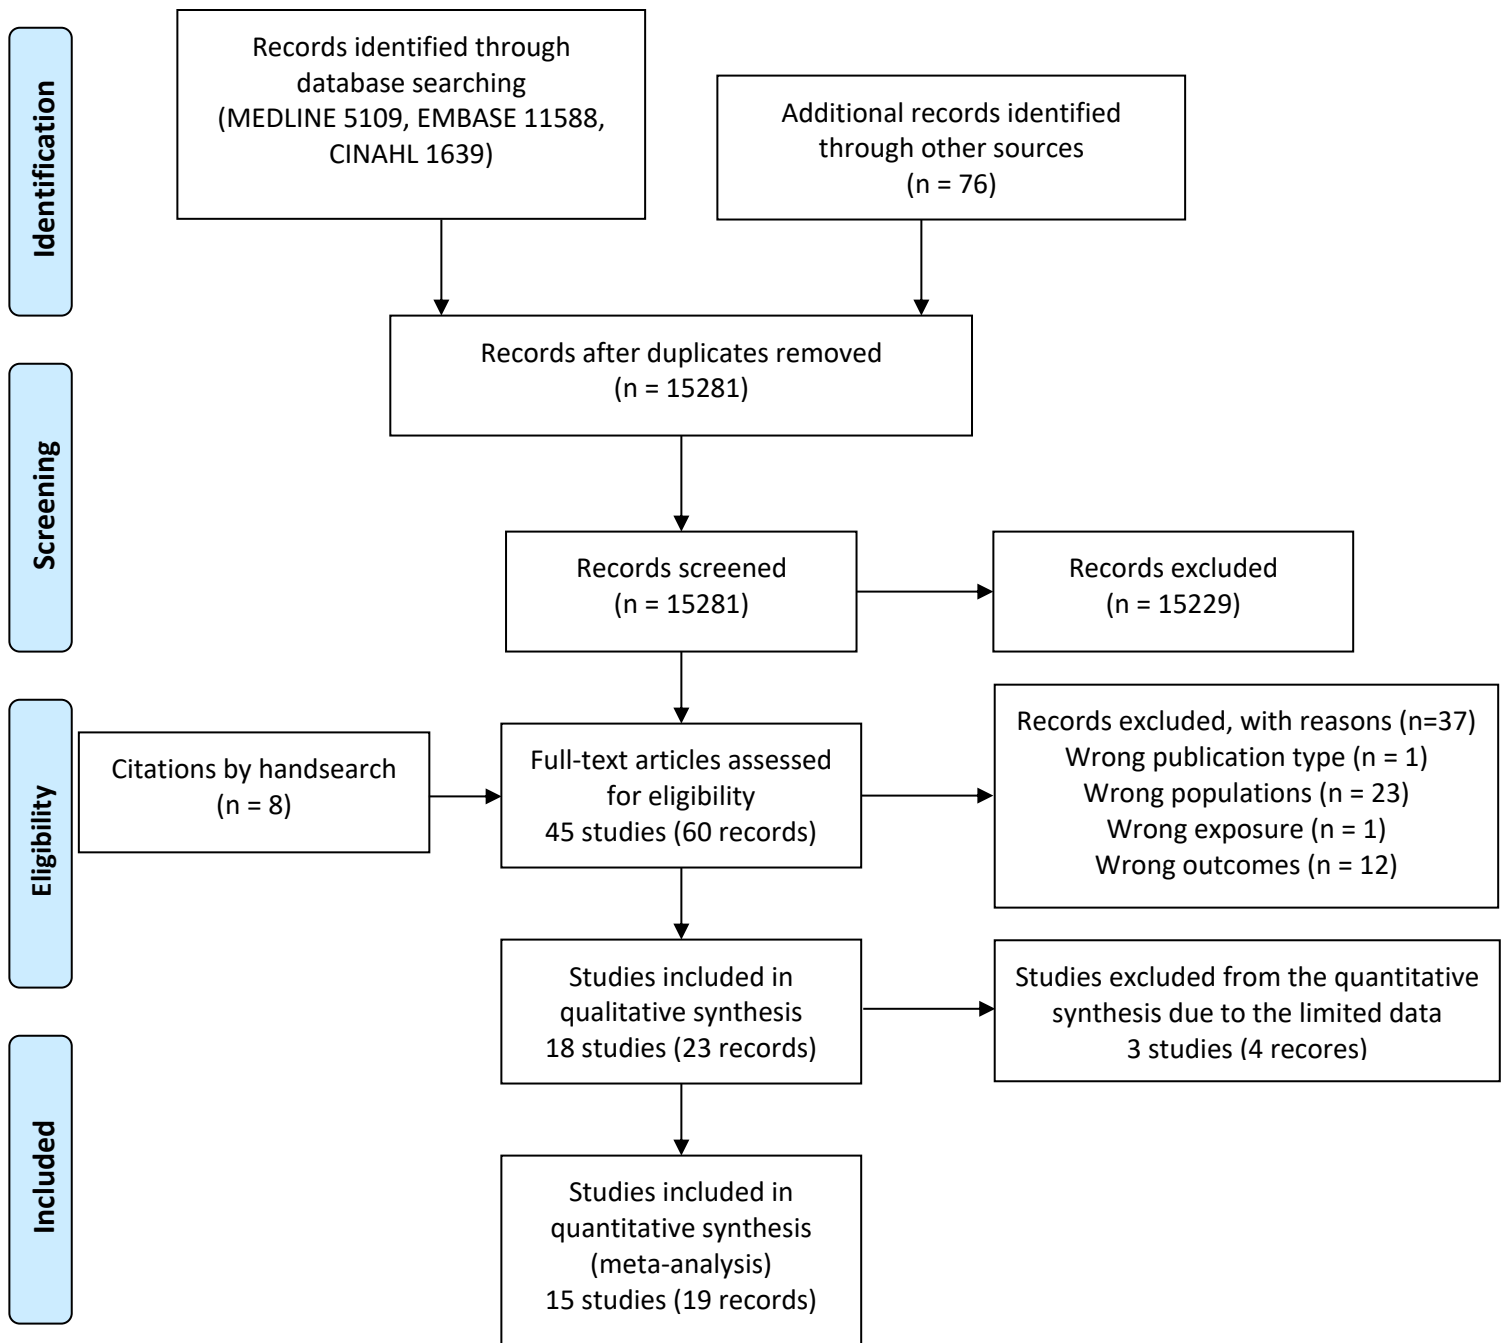 Identification
Records identified through
database searching
(MEDLINE 5109, EMBASE 11588,
CINAHL 1639)
Additional records identified
through other sources
(n = 76)
Records after duplicates removed
(n = 15281)
Screening
Records screened
(n = 15281)
Records excluded
(n = 15229)
Eligibility
Citations by handsearch
(n = 8)
Full-text articles assessed
for eligibility
45 studies (60 records)
Records excluded, with reasons (n=37)
Wrong publication type (n = 1)
Wrong populations (n = 23)
Wrong exposure (n = 1)
Wrong outcomes (n = 12)
Studies included in
qualitative synthesis
18 studies (23 records)
Studies excluded from the quantitative
synthesis due to the limited data
3 studies (4 recores)
Included
Studies included in
quantitative synthesis
(meta-analysis)
15 studies (19 records)